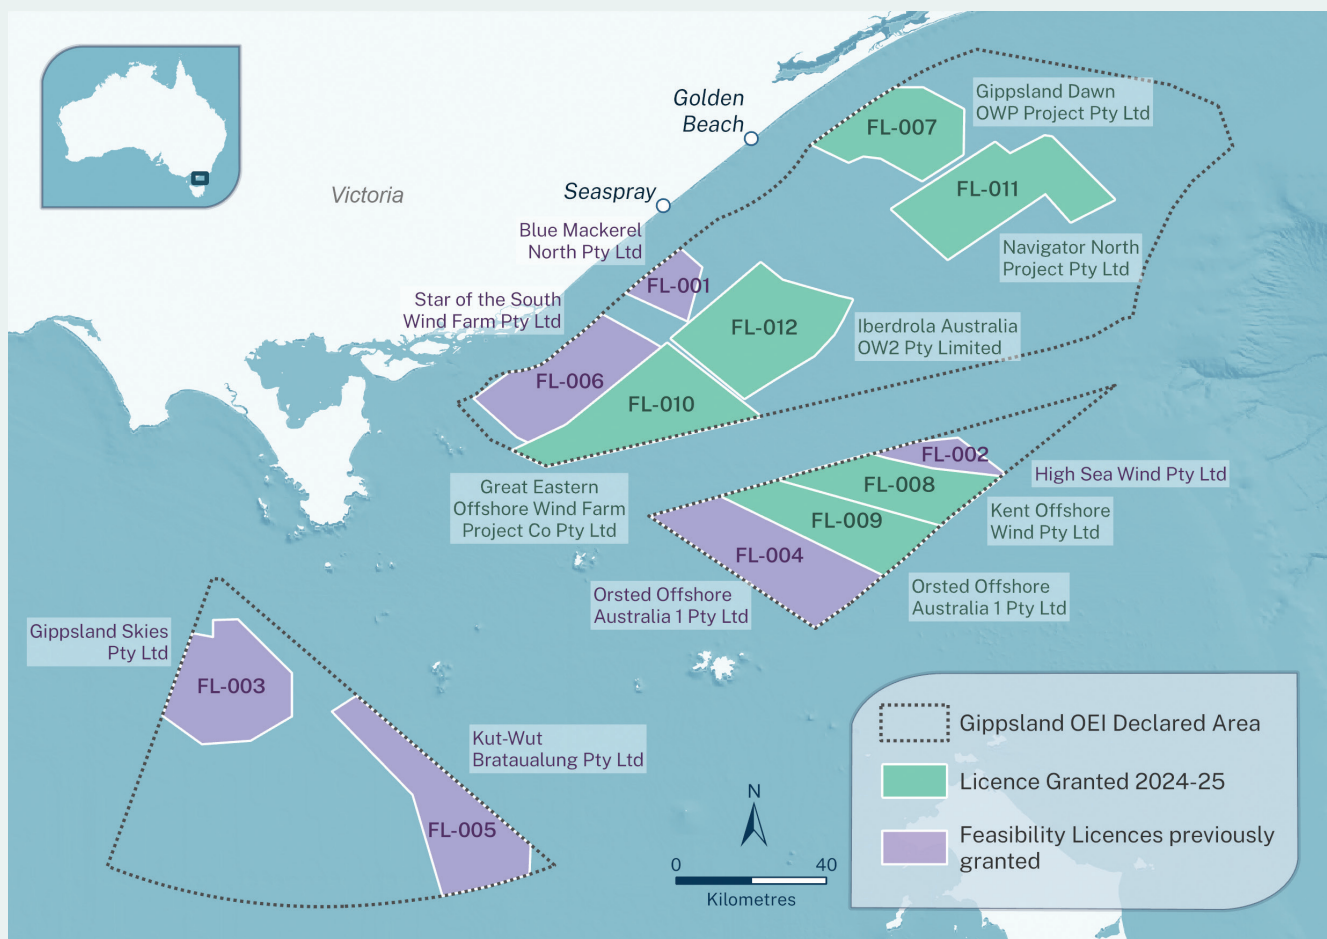 Golden
Beach
Seaspray
Victoria
Gippsland Dawn
OWP Project Pty Ltd
FL-007
FL-011
Navigator North
Project Pty Ltd
Blue Mackerel
North Pty Ltd
FL-001
Star of the South
Wind Farm Pty Ltd
FL-012
Iberdrola Australia
OW2 Pty Limited
FL-006
FL-010
Great Eastern
Offshore Wind Farm
Project Co Pty Ltd
FL-002
High Sea Wind Pty Ltd
FL-008
Kent Offshore
Wind Pty Ltd
FL-009
FL-004
Orsted Offshore
Australia 1 Pty Ltd
Orsted Offshore
Australia 1 Pty Ltd
Gippsland Skies
Pty Ltd
FL-003
Kut-Wut
Brataualung Pty Ltd
FL-005
N
0 40
Kilometres
Gippsland OEI Declared Area
Licence Granted 2024-25
Feasibility Licences previously
granted